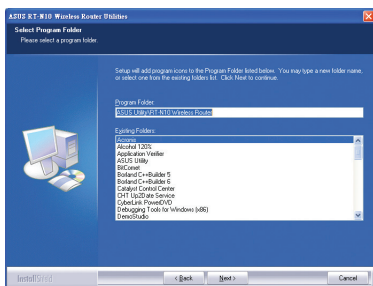 ASUS RT-N10 Wireless Router Utilities
Select Program Folder
Please select a program folder.
Setup will add program icons to the Program Folder listed below. You may type a new folder name, or select one from the existing folders list. Click Next to continue.
Program Folder:
ASUS Utility\RT-N10 Wireless Router
Existing Folders:
Acronis
Alcohol 120%
Application Verifier
ASUS Utility
BitComet
Borland C++Builder 5
Borland C++Builder 6
Catalyst Control Center
CHT Up2Date Service
CyberLink PowerDVD
Debugging Tools for Windows (x86)
DemoStudio
InstallShield
< Back
Next >
Cancel